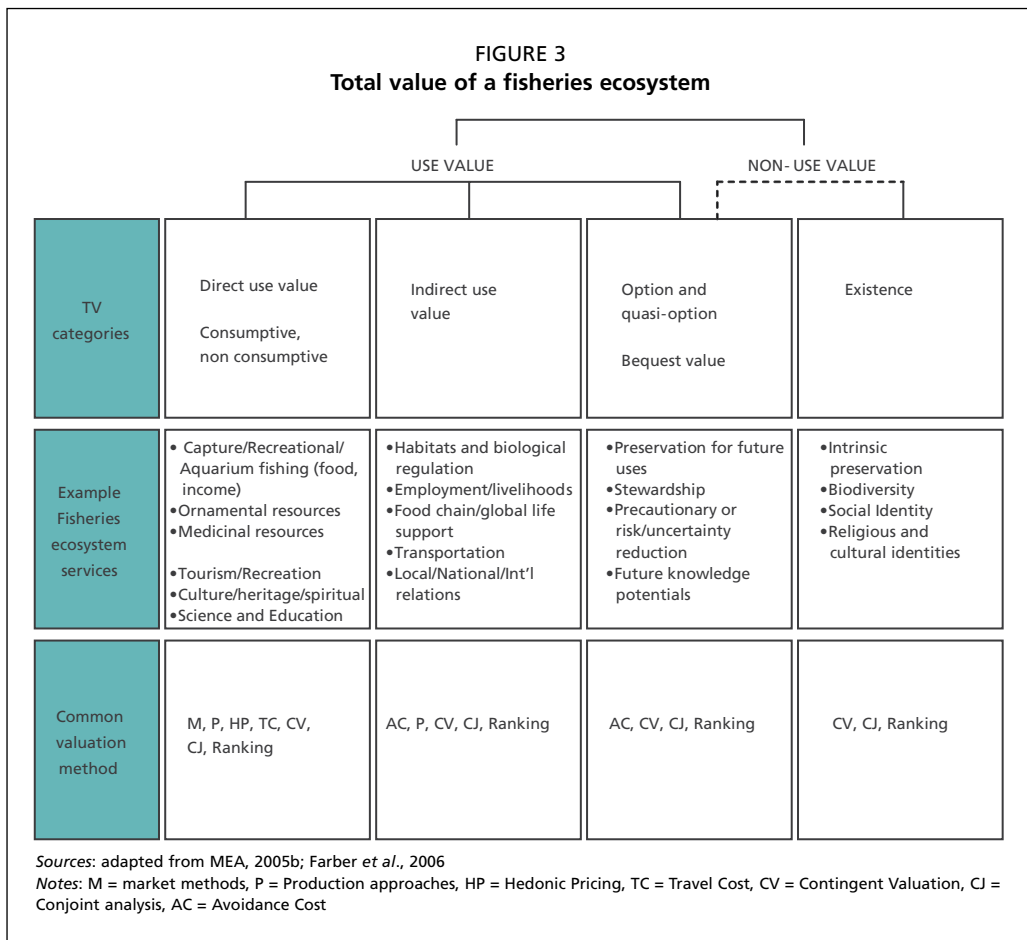 FIGURE 3
Total value of a fisheries ecosystem
USE VALUE
NON- USE VALUE
TV
categories
Direct use value
Consumptive,
non consumptive
Indirect use
value
Option and
quasi-option
Bequest value
Existence
Example
Fisheries
ecosystem
services
• Capture/Recreational/
Aquarium fishing (food,
income)
•Ornamental resources
•Medicinal resources
•Tourism/Recreation
•Culture/heritage/spiritual
•Science and Education
•Habitats and biological
regulation
•Employment/livelihoods
•Food chain/global life
support
•Transportation
•Local/National/Int'l
relations
•Preservation for future
uses
•Stewardship
•Precautionary or
risk/uncertainty
reduction
•Future knowledge
potentials
•Intrinsic
preservation
•Biodiversity
•Social Identity
•Religious and
cultural identities
Common
valuation
method
M, P, HP, TC, CV,
CJ, Ranking
AC, P, CV, CJ, Ranking
AC, CV, CJ, Ranking
CV, CJ, Ranking
Sources: adapted from MEA, 2005b; Farber et al., 2006
Notes: M = market methods, P = Production approaches, HP = Hedonic Pricing, TC = Travel Cost, CV = Contingent Valuation, CJ =
Conjoint analysis, AC = Avoidance Cost